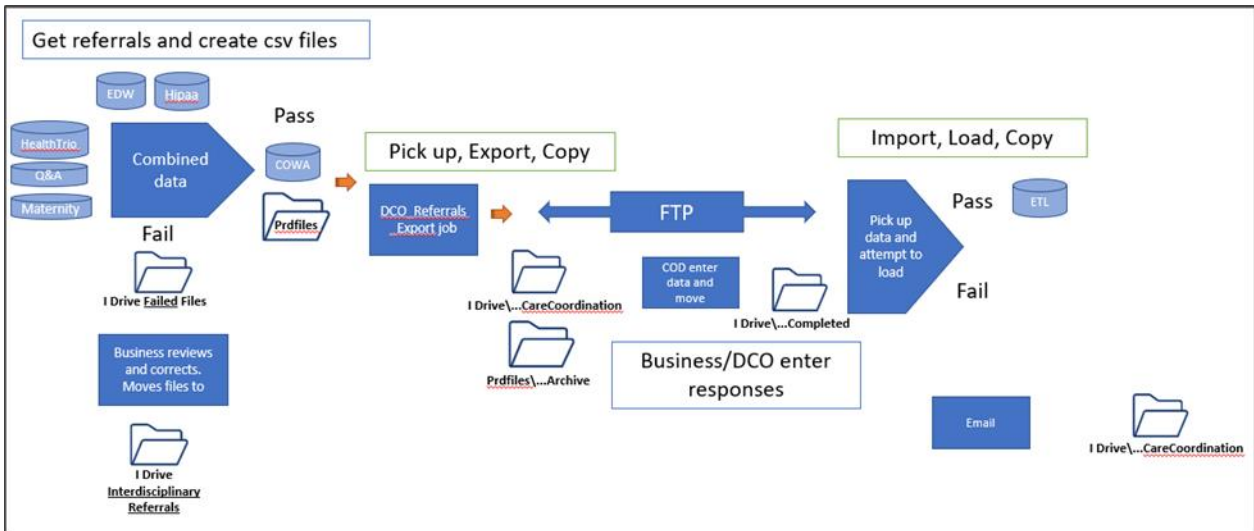 Get referrals and create csv files
EDW
Hipaa
HealthTrio
Q&A
Maternity
Combined
data
Pass
COWA
Prdfiles
Fail
I Drive Failed Files
Business reviews
and corrects.
Moves files to
I Drive
Interdisciplinary
Referrals
Pick up, Export, Copy
DCO_Referrals
_Export job
I Drive\...CareCoordination
Prdfiles\...Archive
FTP
COD enter
data and
move
I Drive\...Completed
Business/DCO enter
responses
Import, Load, Copy
Pick up
data and
attempt to
load
Pass
ETL
Fail
Email
I Drive\...CareCoordination